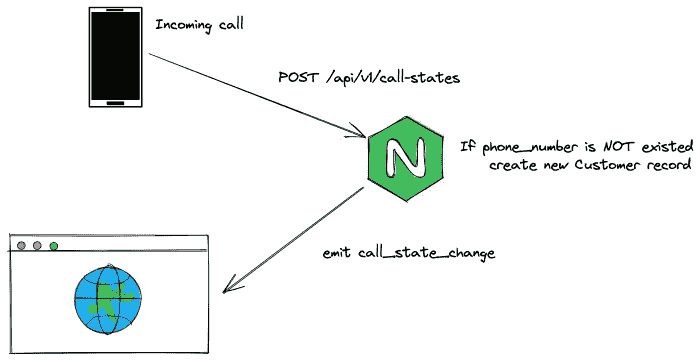 Incoming call
POST /api/v1/call-states
N
If phone_number is NOT existed
create new Customer record
emit call_state_change